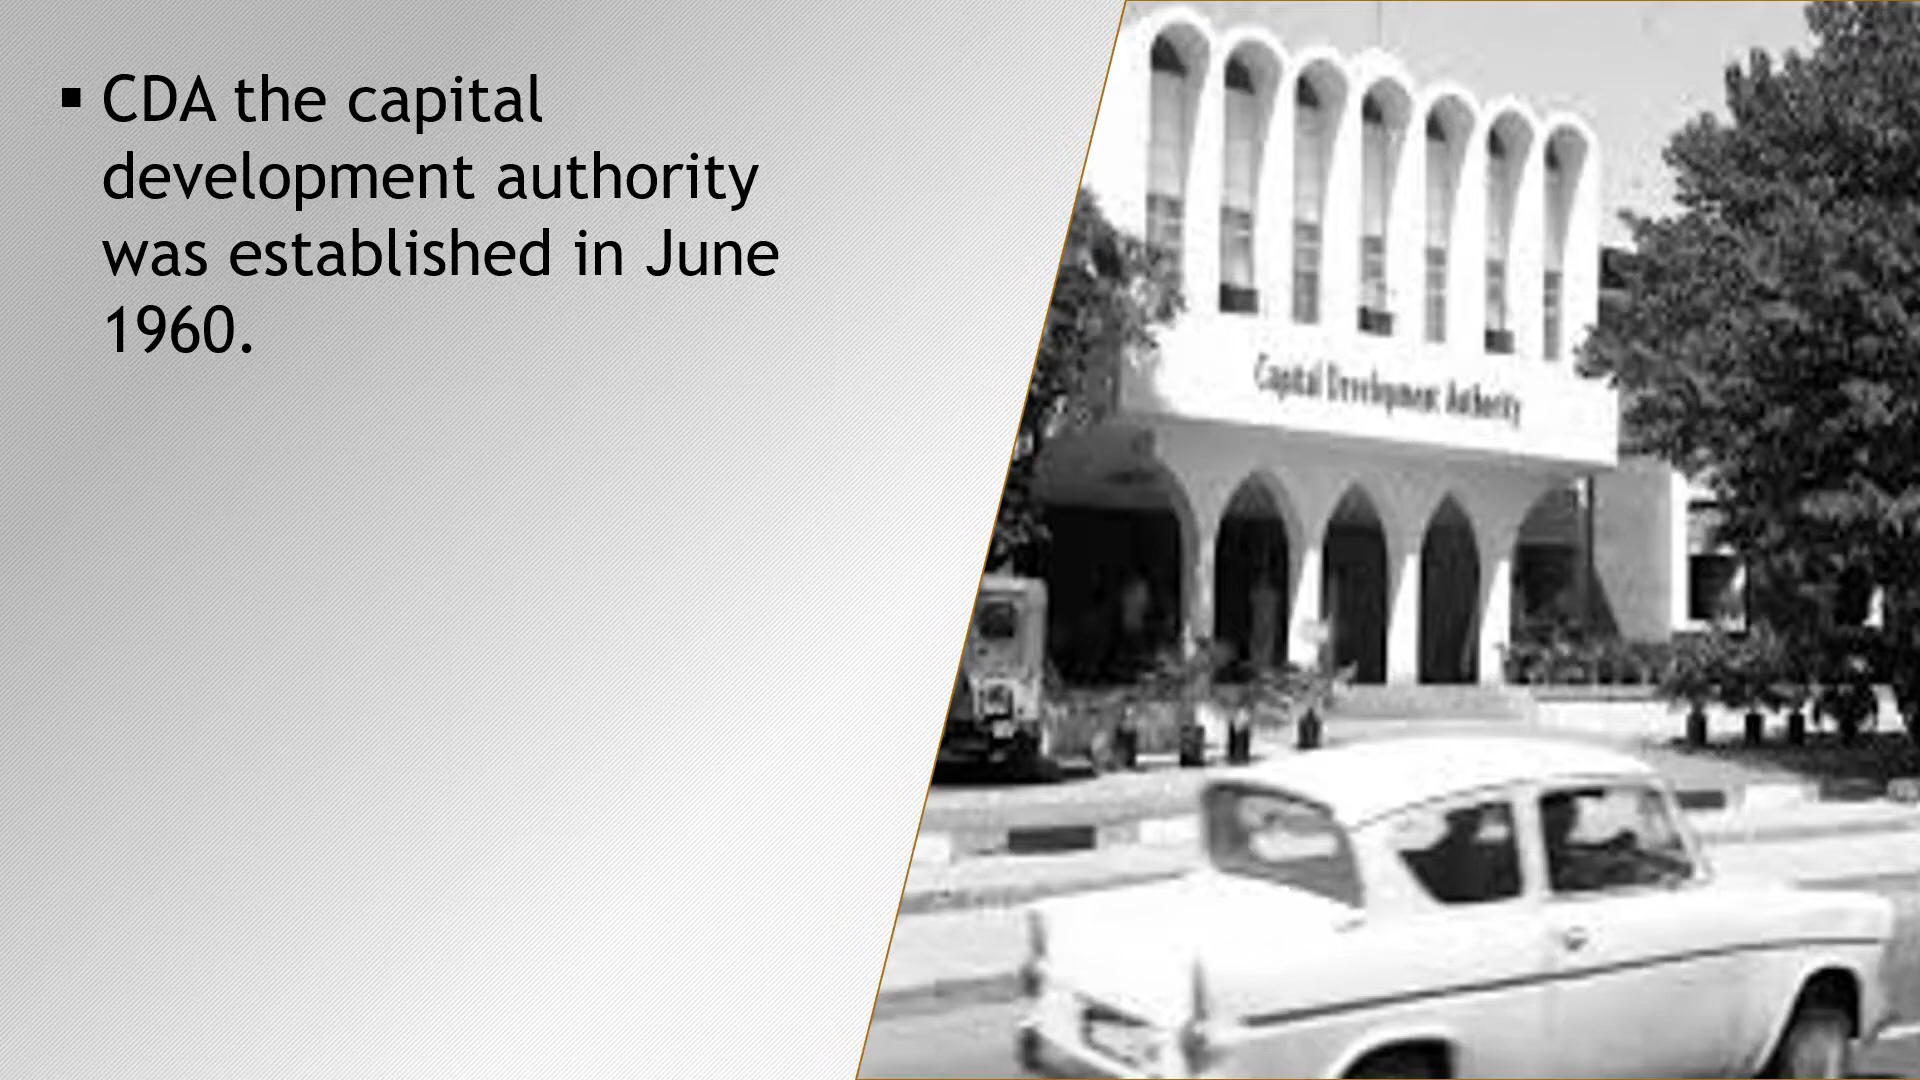 ▪ CDA the capital
development authority
was established in June
1960.
Capital Development Authority